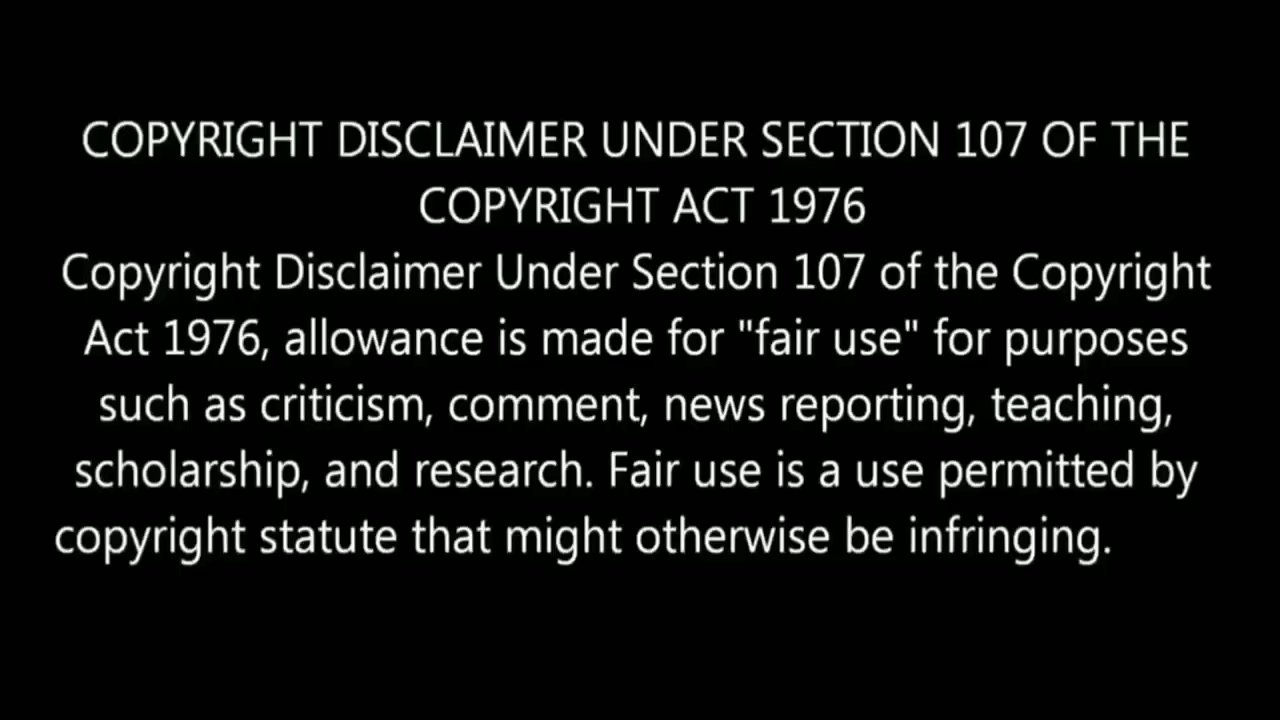 COPYRIGHT DISCLAIMER UNDER SECTION 107 OF THE
COPYRIGHT ACT 1976
Copyright Disclaimer Under Section 107 of the Copyright
Act 1976, allowance is made for "fair use" for purposes
such as criticism, comment, news reporting, teaching,
scholarship, and research. Fair use is a use permitted by
copyright statute that might otherwise be infringing.